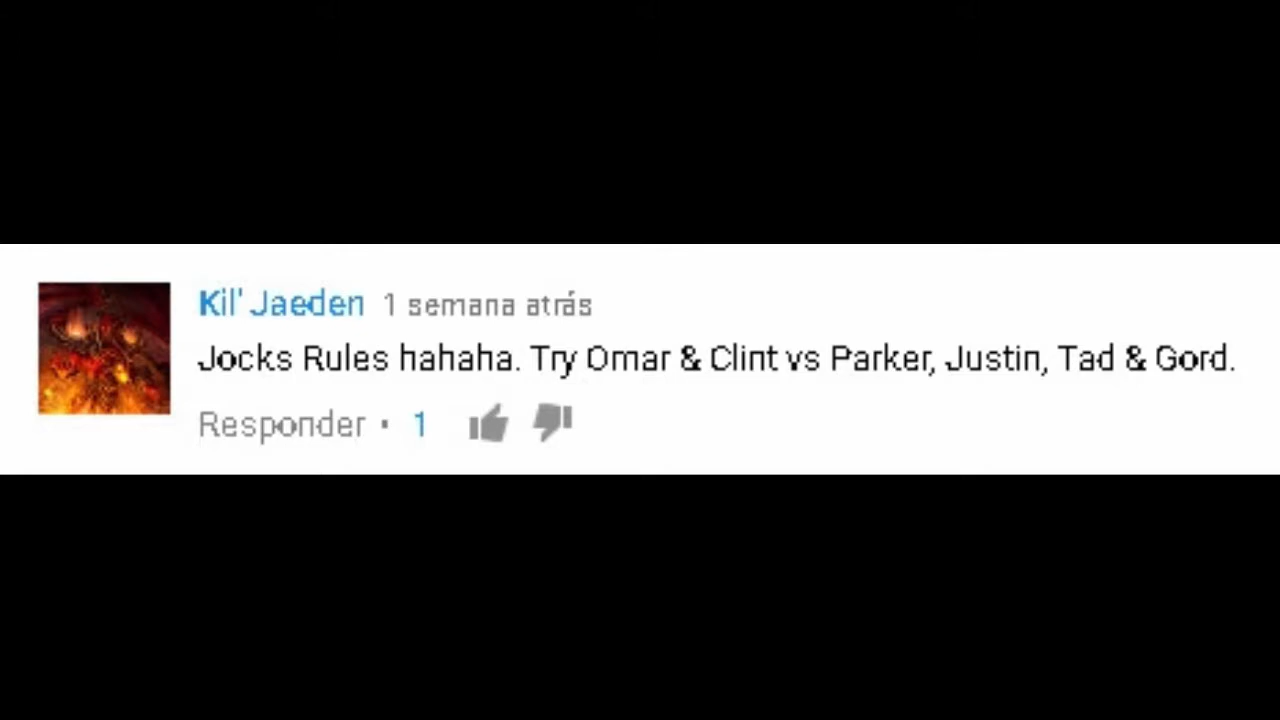 Kil' Jaeden 1 semana atrás
Jocks Rules hahaha. Try Omar & Clint vs Parker, Justin, Tad & Gord.
Responder · 1